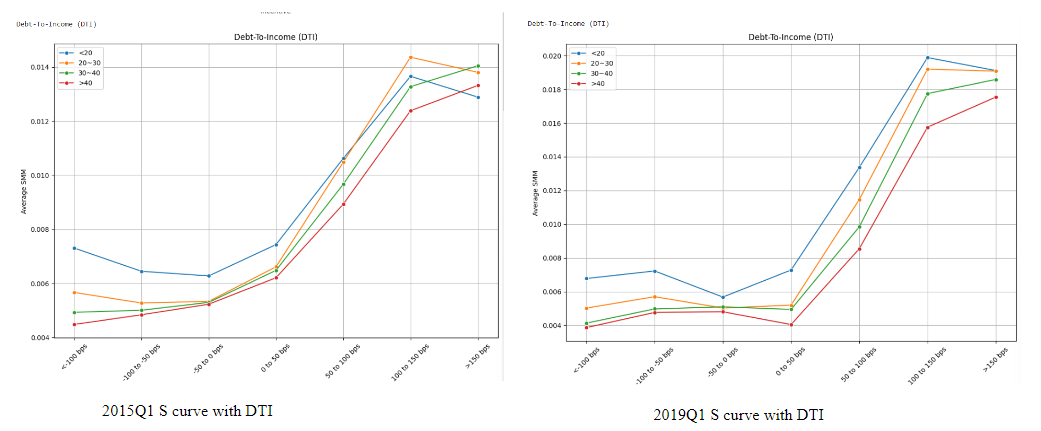 Debt-To-Income (DTI)
Debt-To-Income (DTI)
<20
20~30
30~40
>40
0.014
0.012
0.010
0.008
0.006
0.004
Average SMM
<-100 bps
-100 to -50 bps
-50 to 0 bps
0 to 50 bps
50 to 100 bps
100 to 150 bps
>150 bps
2015Q1 S curve with DTI
Debt-To-Income (DTI)
Debt-To-Income (DTI)
<20
20~30
30~40
>40
0.020
0.018
0.016
0.014
0.012
0.010
0.008
0.006
0.004
Average SMM
<-100 bps
-100 to -50 bps
-50 to 0 bps
0 to 50 bps
50 to 100 bps
100 to 150 bps
>150 bps
2019Q1 S curve with DTI